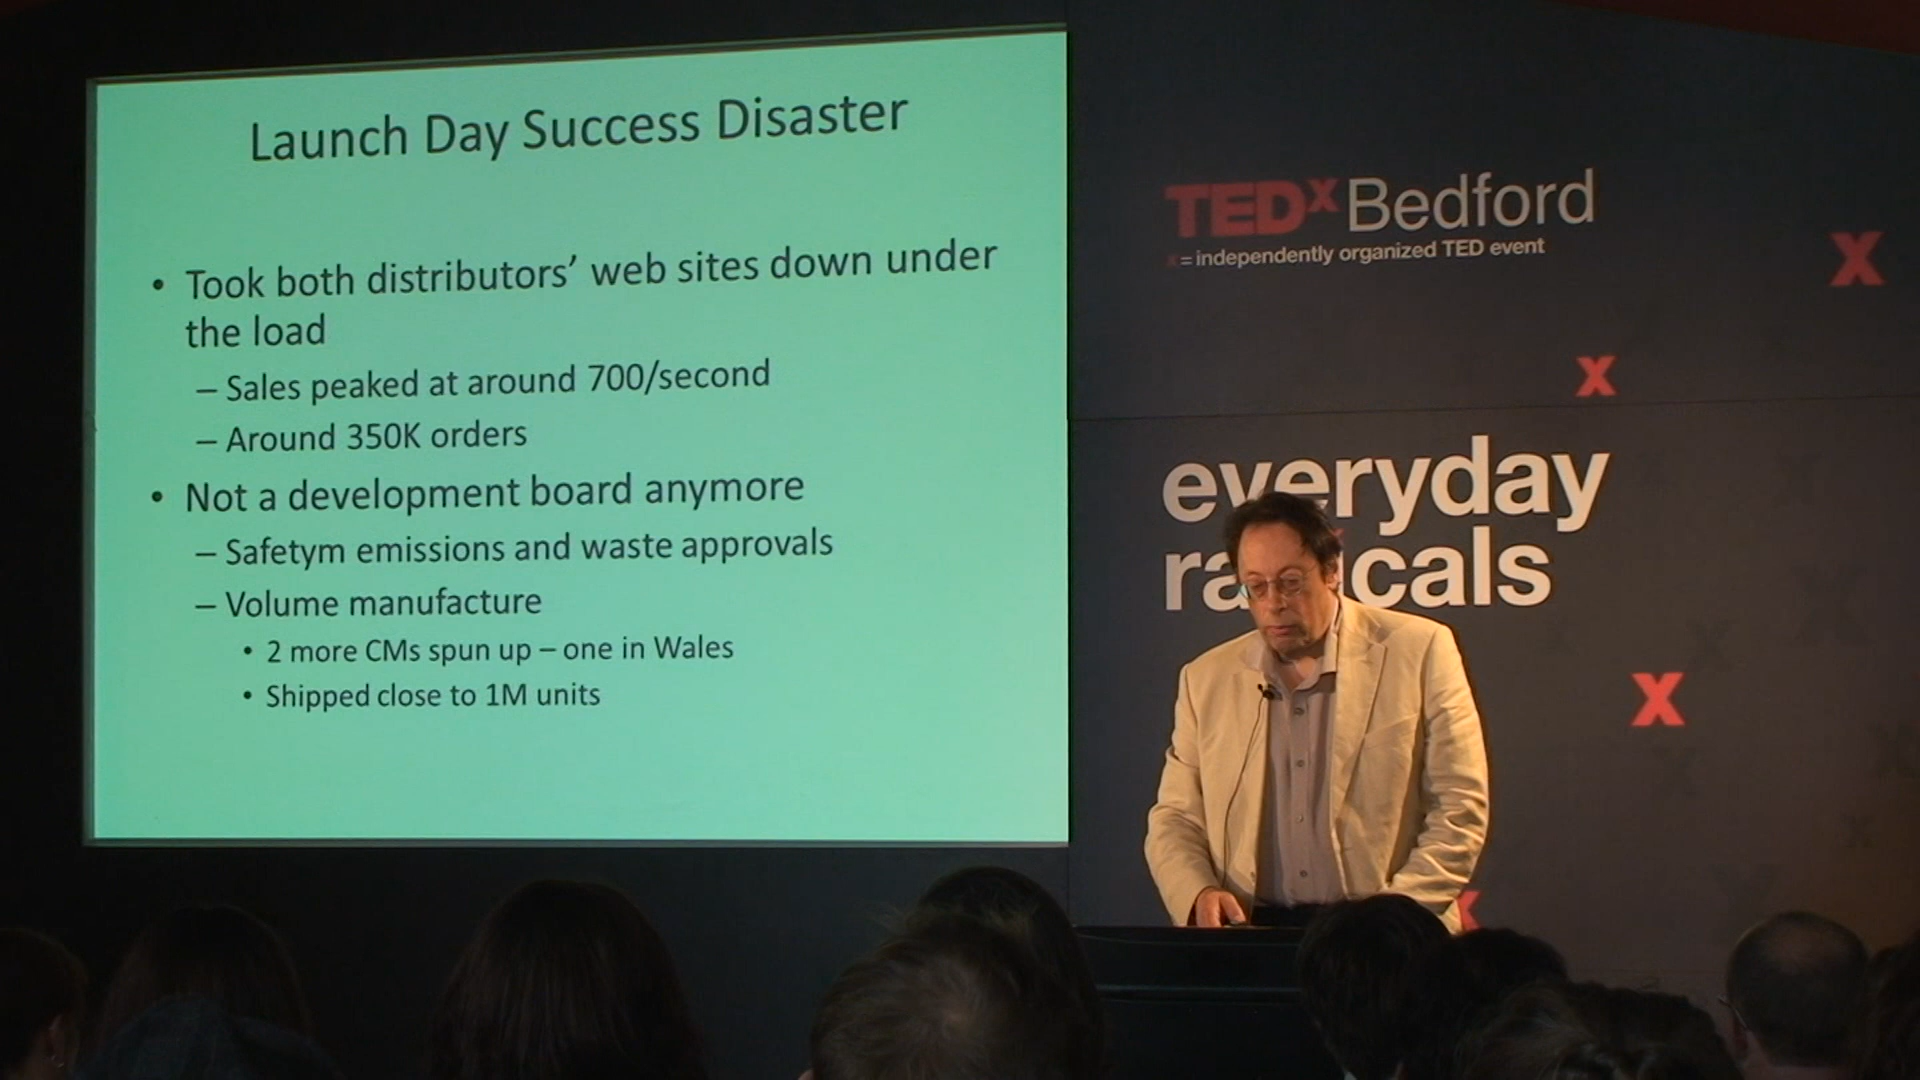 Launch Day Success Disaster
• Took both distributors’ web sites down under
the load
– Sales peaked at around 700/second
– Around 350K orders
• Not a development board anymore
– Safetym emissions and waste approvals
– Volume manufacture
• 2 more CMs spun up – one in Wales
• Shipped close to 1M units
TEDx Bedford
x = independently organized TED event
x
x
everyday
ra cals
x
x